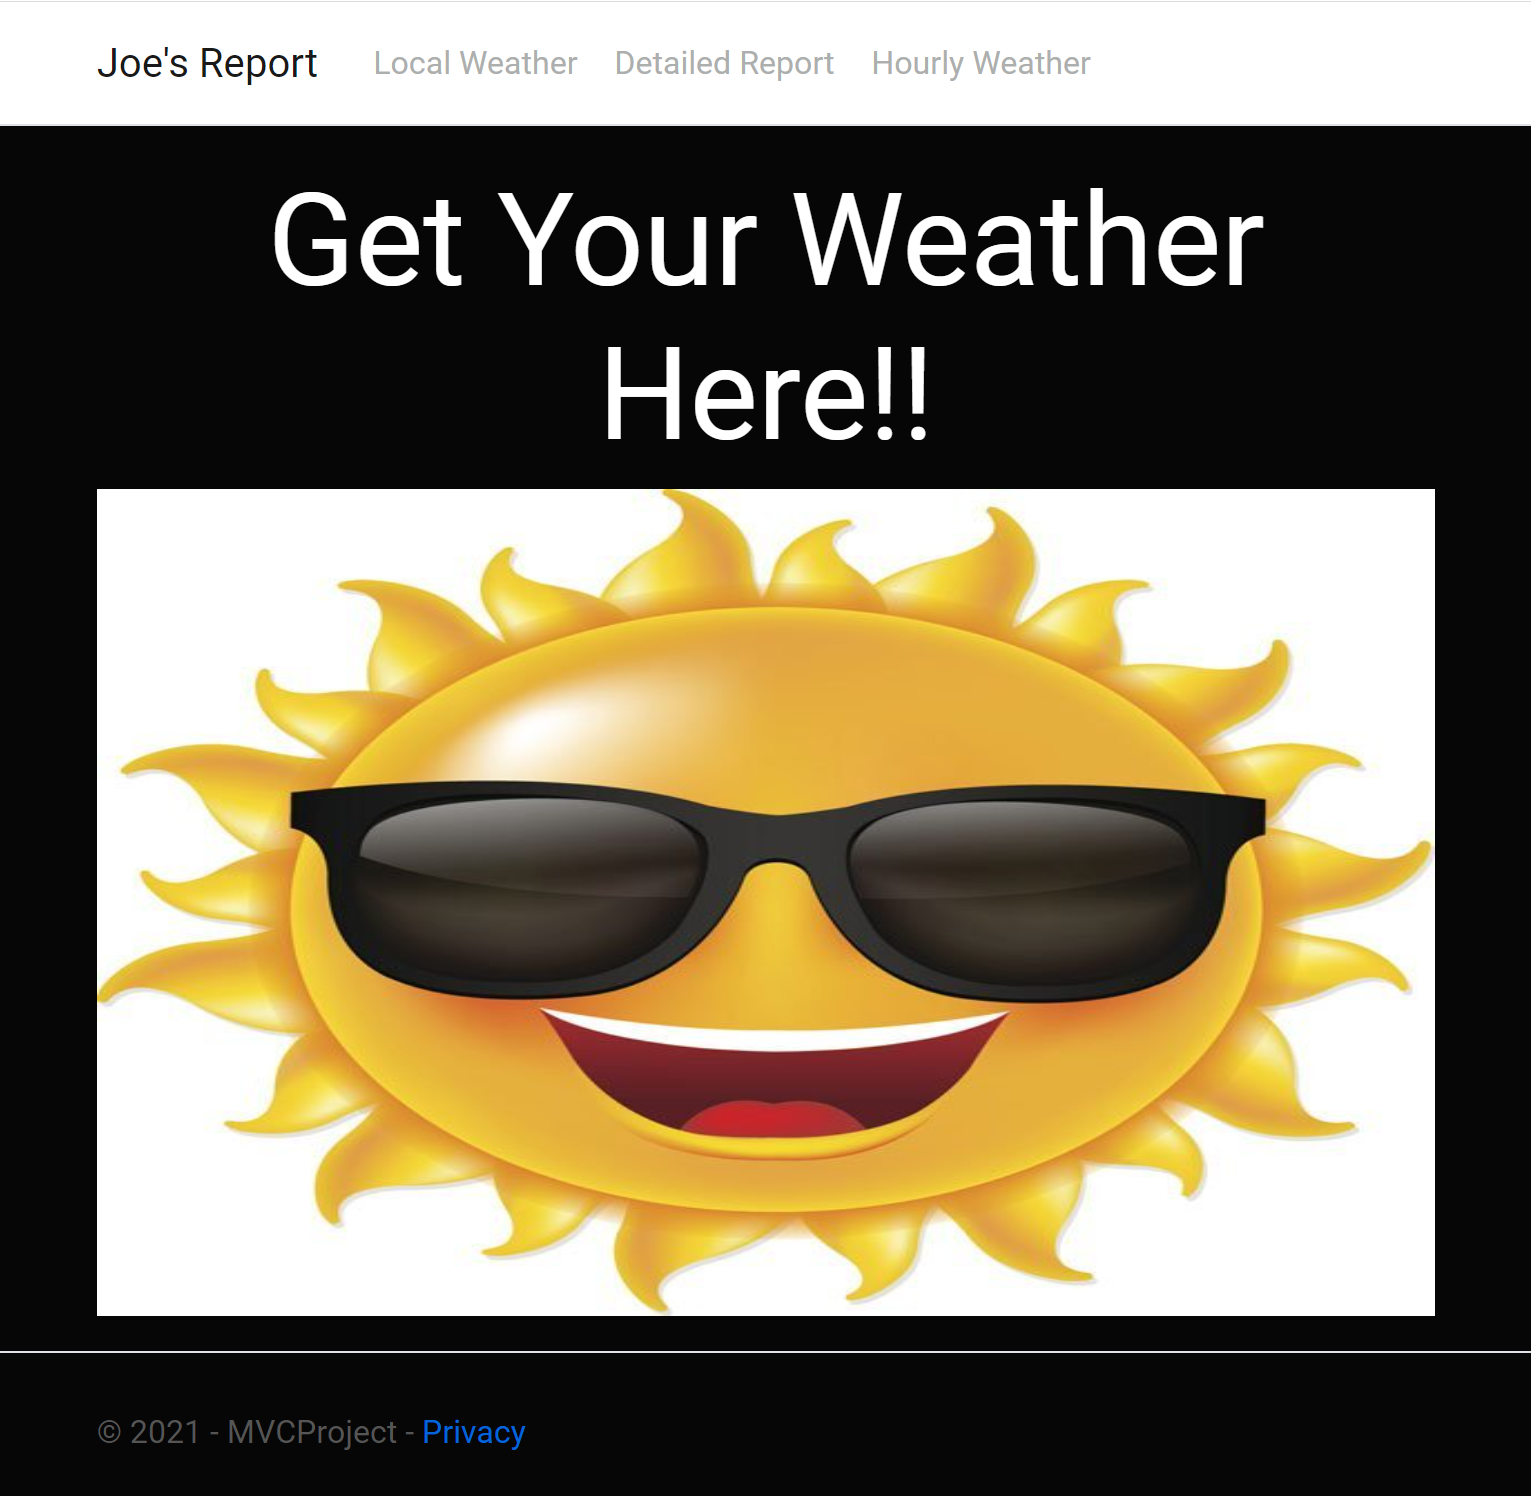 Joe's Report Local Weather Detailed Report Hourly Weather
Get Your Weather
Here!!
© 2021 - MVCProject - Privacy